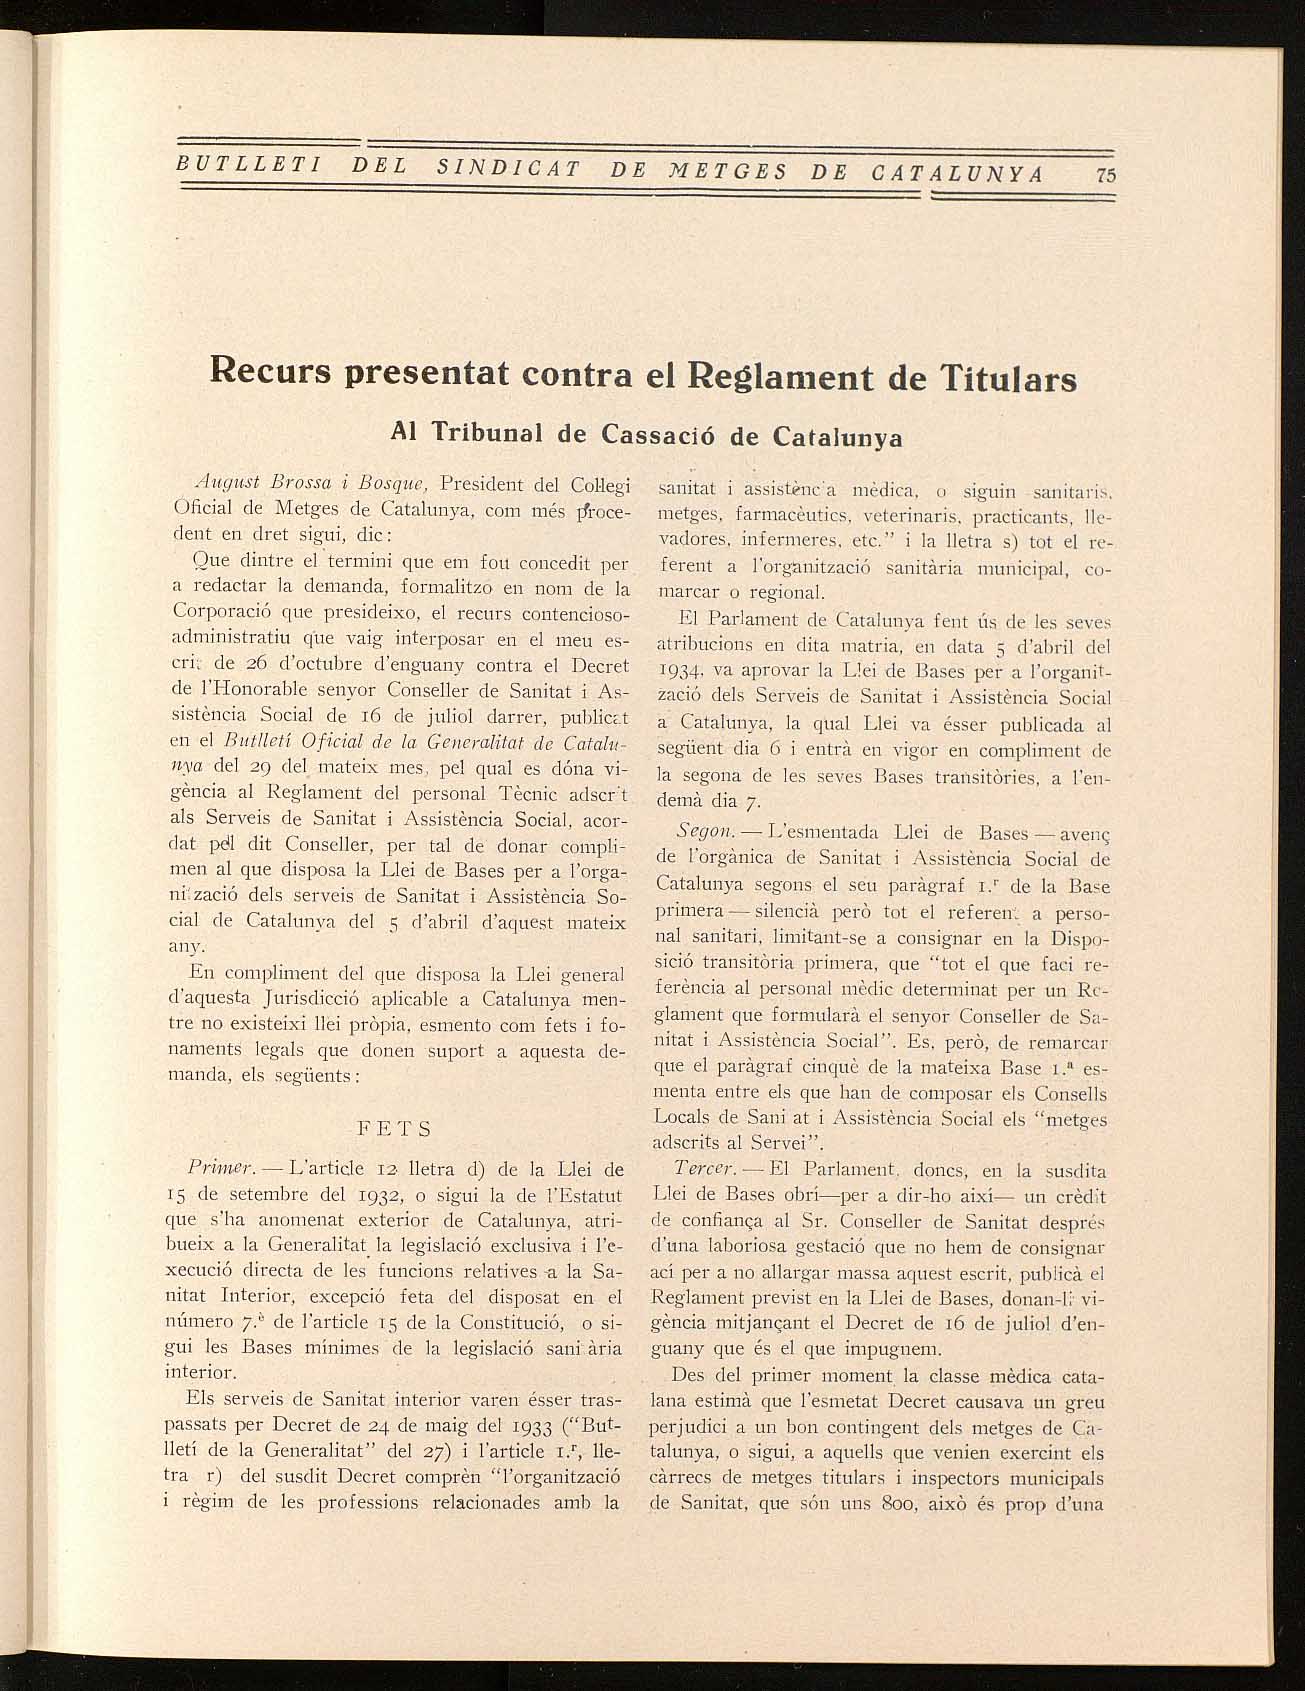 BUTLLETI DEL SINDICAT DE METGES DE CATALUNYA 75
Recurs presentat contra el Reglament de Titulars
Al Tribunal de Cassació de Catalunya
August Brossa i Bosque, President del Col·legi
Oficial de Metges de Catalunya, com més proce-
dent en dret sigui, dic:
Que dintre el termini que em fou concedit per
a redactar la demanda, formalitzo en nom de la
Corporació que presideixo, el recurs contencioso-
administratiu que vaig interposar en el meu es-
crit de 26 d'octubre d'enguany contra el Decret
de l'Honorable senyor Conseller de Sanitat i As-
sistència Social de 16 de juliol darrer, publicat
en el Butlletí Oficial de la Generalitat de Catalu-
nya del 29 del mateix mes, pel qual es dóna vi-
gència al Reglament del personal Tècnic adscr t
als Serveis de Sanitat i Assistència Social, acor-
dat pel dit Conseller, per tal de donar compli-
men al que disposa la Llei de Bases per a l'orga-
nització dels serveis de Sanitat i Assistència So-
cial de Catalunya del 5 d'abril d'aquest mateix
any.
En compliment del que disposa la Llei general
d'aquesta Jurisdicció aplicable a Catalunya men-
tre no existeixi llei pròpia, esmento com fets i fo-
naments legals que donen suport a aquesta de-
manda, els següents:
FETS
Primer. — L'article 12 lletra d) de la Llei de
15 de setembre del 1932, o sigui la de l'Estatut
que s'ha anomenat exterior de Catalunya, atri-
bueix a la Generalitat la legislació exclusiva i l'e-
xecució directa de les funcions relatives a la Sa-
nitat Interior, excepció feta del disposat en el
número 7.è de l'article 15 de la Constitució, o si-
gui les Bases mínimes de la legislació sani ària
interior.
Els serveis de Sanitat interior varen ésser tras-
passats per Decret de 24 de maig del 1933 ("But-
lletí de la Generalitat" del 27) i l'article 1.r, lle-
tra r) del susdit Decret comprèn "l'organització
i règim de les professions relacionades amb la
sanitat i assistènc a mèdica, o siguin sanitaris,
metges, farmacèutics, veterinaris, practicants, lle-
vadores, infermeres, etc." i la lletra s) tot el re-
ferent a l'organització sanitària municipal, co-
marcar o regional.
El Parlament de Catalunya fent ús de les seves
atribucions en dita matria, en data 5 d'abril del
1934, va aprovar la Llei de Bases per a l'organit-
zació dels Serveis de Sanitat i Assistència Social
a Catalunya, la qual Llei va ésser publicada al
següent dia 6 i entrà en vigor en compliment de
la segona de les seves Bases transitòries, a l'en-
demà dia 7.
Segon. — L'esmentada Llei de Bases — avenç
de l'orgànica de Sanitat i Assistència Social de
Catalunya segons el seu paràgraf 1.r de la Base
primera — silencià però tot el referent a perso-
nal sanitari, limitant-se a consignar en la Dispo-
sició transitòria primera, que "tot el que faci re-
ferència al personal mèdic determinat per un Re-
glament que formularà el senyor Conseller de Sa-
nitat i Assistència Social". Es, però, de remarcar
que el paràgraf cinquè de la mateixa Base 1.ª es-
menta entre els que han de composar els Consells
Locals de Sani at i Assistència Social els "metges
adscrits al Servei".
Tercer. — El Parlament, doncs, en la susdita
Llei de Bases obrí—per a dir-ho així— un crèdit
de confiança al Sr. Conseller de Sanitat després
d'una laboriosa gestació que no hem de consignar
ací per a no allargar massa aquest escrit, publicà el
Reglament previst en la Llei de Bases, donan-li vi-
gència mitjançant el Decret de 16 de juliol d'en-
guany que és el que impugnem.
Des del primer moment la classe mèdica cata-
lana estimà que l'esmetat Decret causava un greu
perjudici a un bon contingent dels metges de Ca-
talunya, o sigui, a aquells que venien exercint els
càrrecs de metges titulars i inspectors municipals
de Sanitat, que són uns 800, això és prop d'una